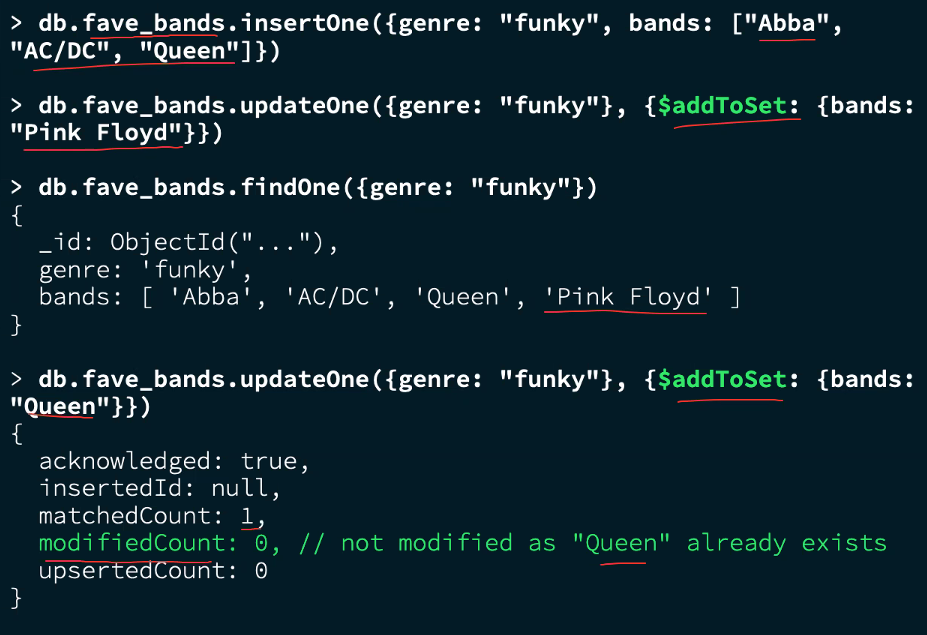 > db.fave_bands.insertOne({genre: "funky", bands: ["Abba",
"AC/DC", "Queen"]})
> db.fave_bands.updateOne({genre: "funky"}, {$addToSet: {bands:
"Pink Floyd"}})
> db.fave_bands.findOne({genre: "funky"})
{
  _id: ObjectId("..."),
  genre: 'funky',
  bands: [ 'Abba', 'AC/DC', 'Queen', 'Pink Floyd' ]
}
> db.fave_bands.updateOne({genre: "funky"}, {$addToSet: {bands:
"Queen"}})
{
  acknowledged: true,
  insertedId: null,
  matchedCount: 1,
  modifiedCount: 0, // not modified as "Queen" already exists
  upsertedCount: 0
}